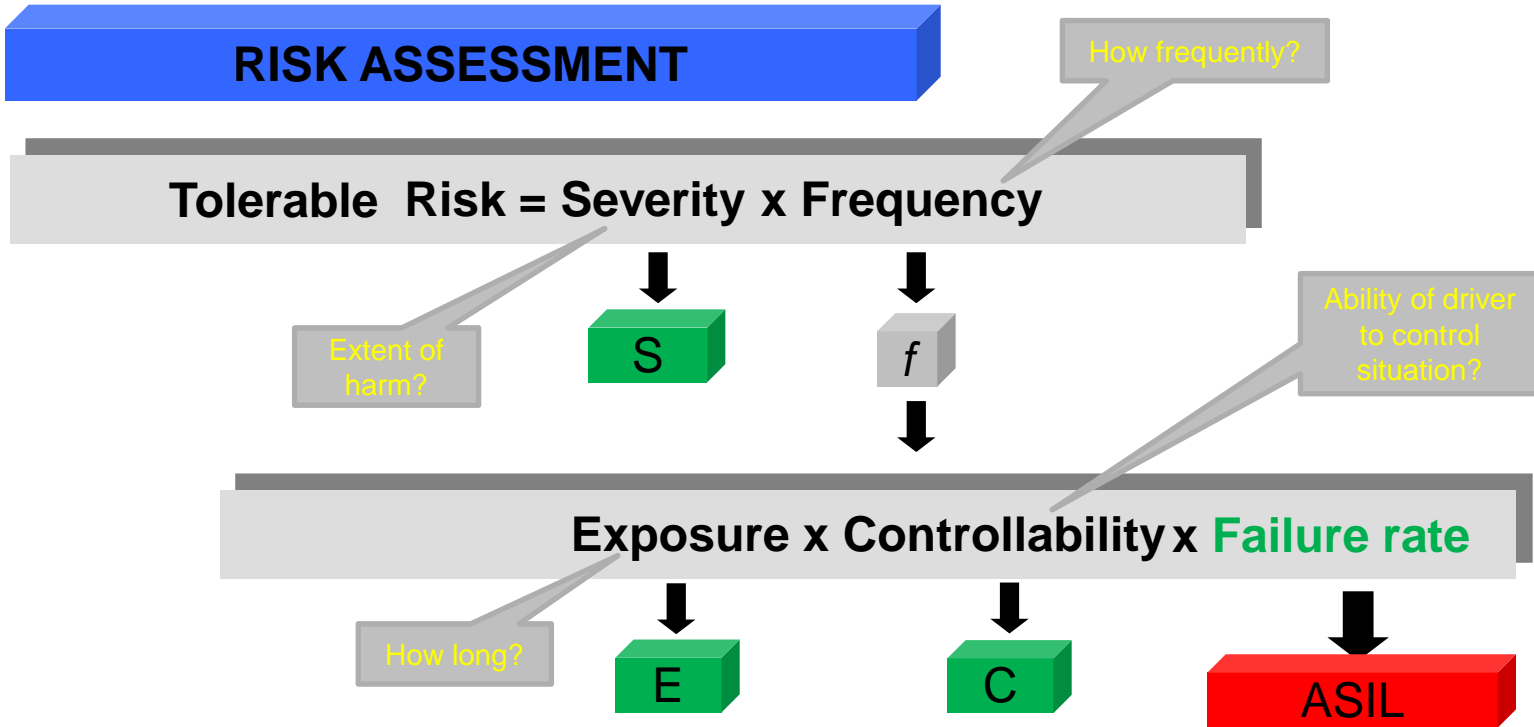 RISK ASSESSMENT
How frequently?
Tolerable Risk = Severity x Frequency
Extent of
harm?
S
f
Ability of driver
to control
situation?
Exposure x Controllability x Failure rate
How long?
E
C
ASIL